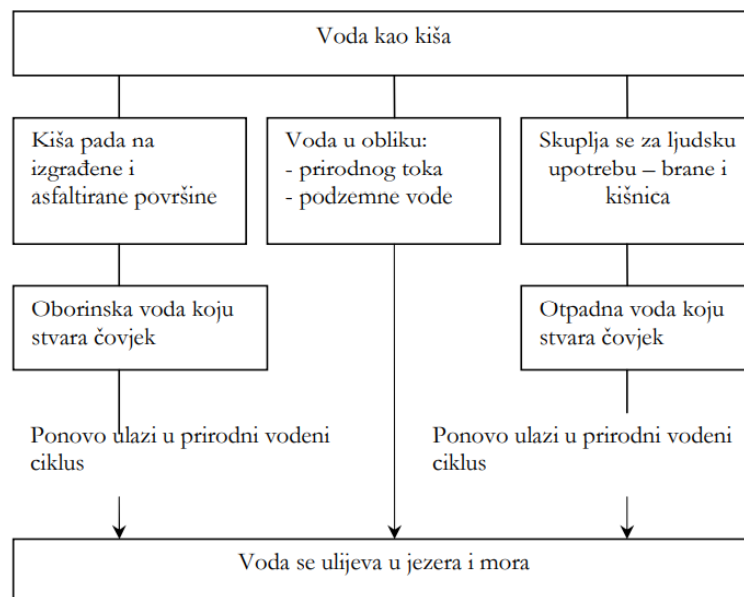 Voda kao kiša
Kiša pada na
izgrađene i
asfaltirane površine
Voda u obliku:
- prirodnog toka
- podzemne vode
Skuplja se za ljudsku
upotrebu – brane i
kišnica
Oborinska voda koju
stvara čovjek
Otpadna voda koju
stvara čovjek
Ponovo ulazi u prirodni vodeni
ciklus
Ponovo ulazi u prirodni vodeni
ciklus
Voda se ulijeva u jezera i mora